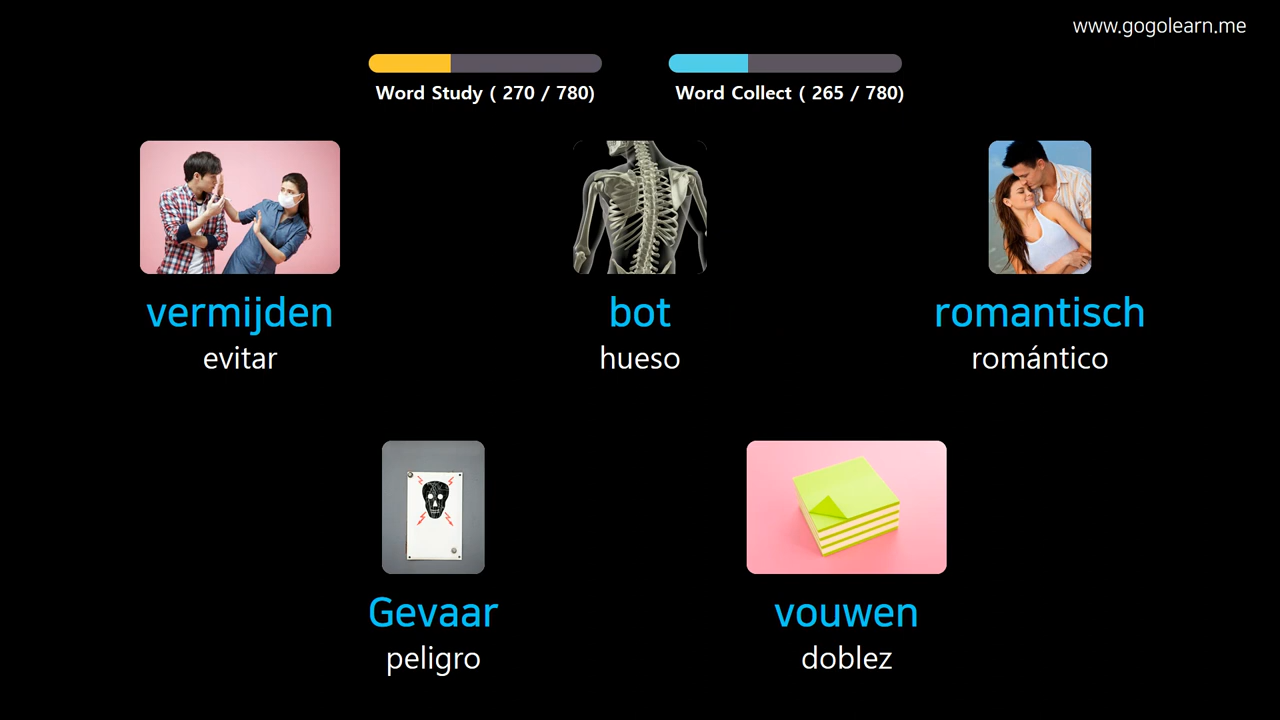 www.gogolearn.me
Word Study ( 270 / 780)
Word Collect ( 265 / 780)
vermijden
evitar
bot
hueso
romantisch
romántico
Gevaar
peligro
vouwen
doblez